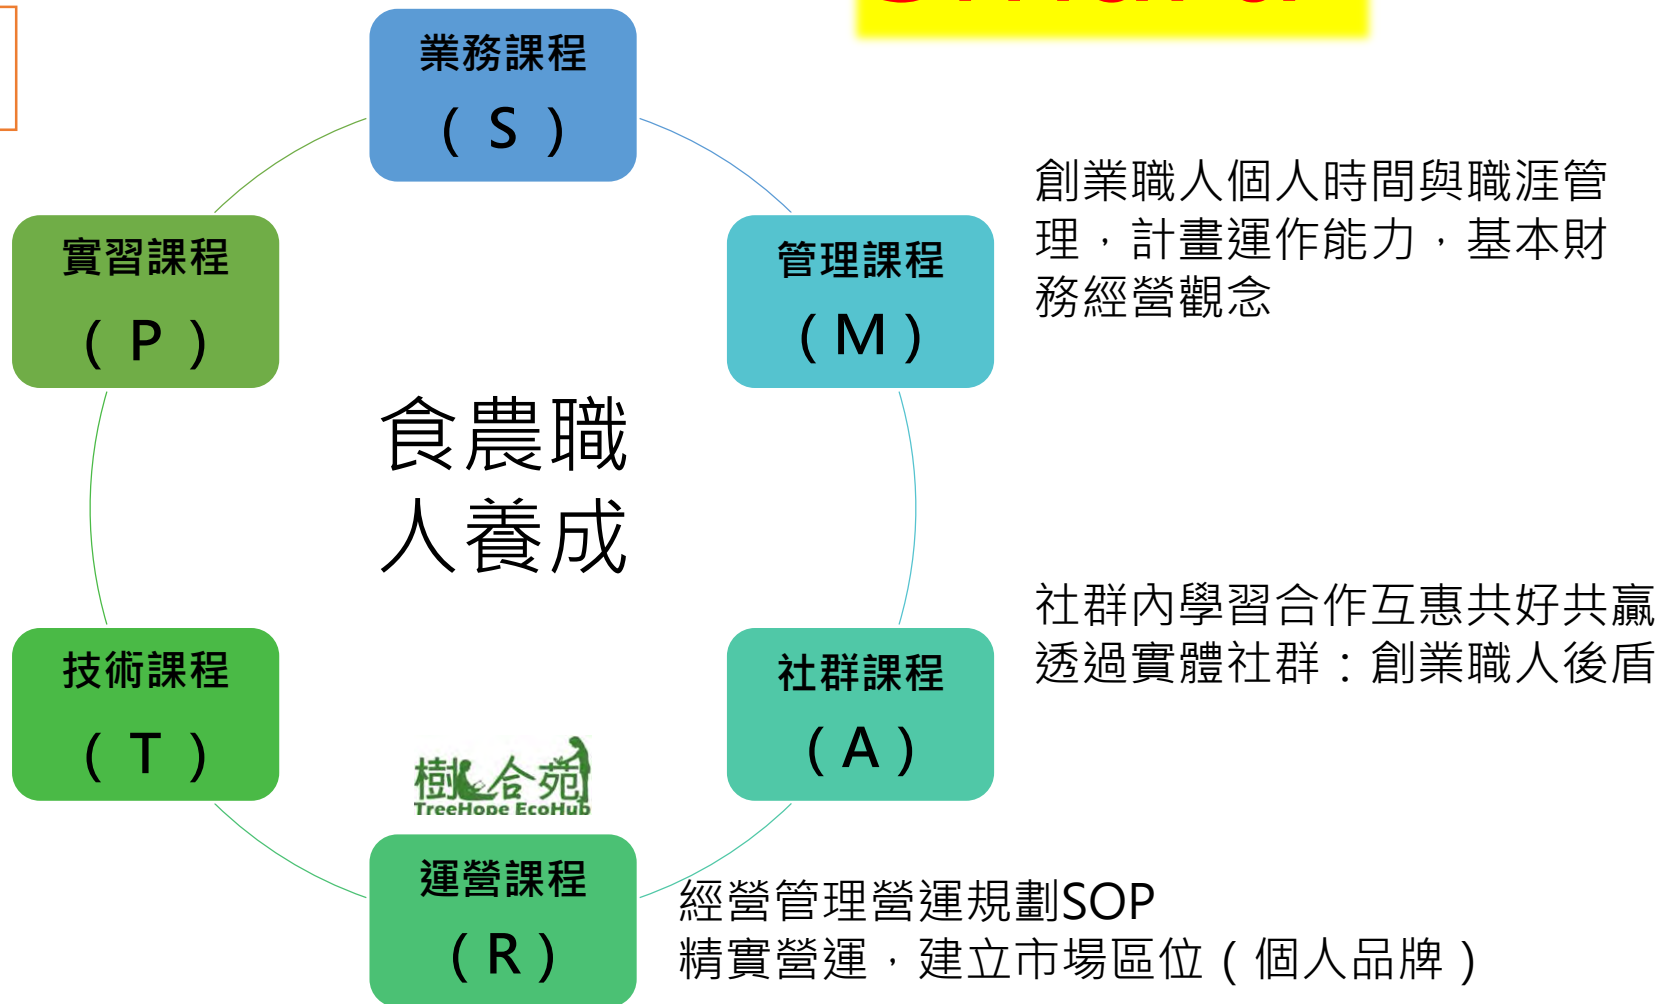 業務課程
（S）
實習課程
（P）
管理課程
（M）
創業職人個人時間與職涯管
理，計畫運作能力，基本財
務經營觀念
食農職
人養成
技術課程
（T）
社群課程
（A）
社群內學習合作互惠共好共贏
透過實體社群：創業職人後盾
樹合苑
TreeHope EcoHub
運營課程
（R）
經營管理營運規劃SOP
精實營運，建立市場區位（個人品牌）